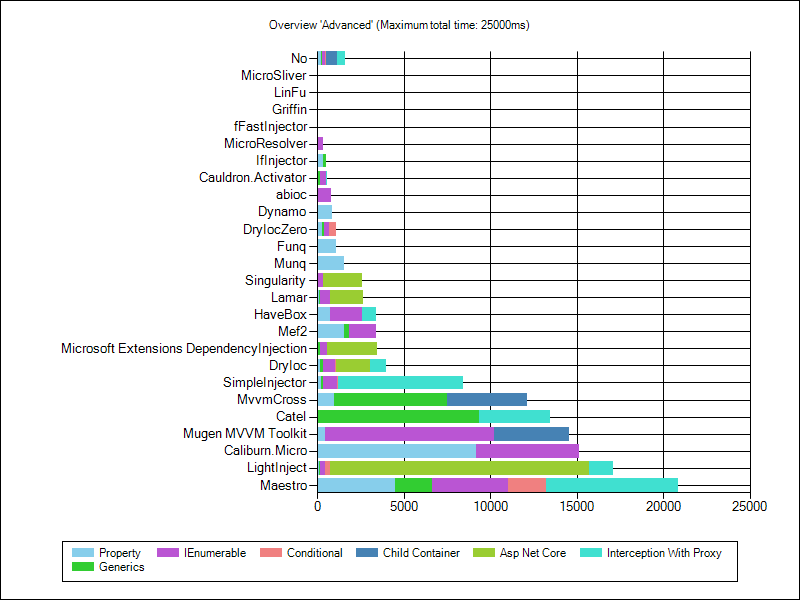 Overview 'Advanced' (Maximum total time: 25000ms)
No
MicroSliver
LinFu
Griffin
fFastInjector
MicroResolver
IfInjector
Cauldron.Activator
abioc
Dynamo
DryIocZero
Funq
Munq
Singularity
Lamar
HaveBox
Mef2
Microsoft Extensions DependencyInjection
DryIoc
SimpleInjector
MvvmCross
Catel
Mugen MVVM Toolkit
Caliburn.Micro
LightInject
Maestro
0 5000 10000 15000 20000 25000
Property IEnumerable Conditional Child Container Asp Net Core Interception With Proxy
Generics